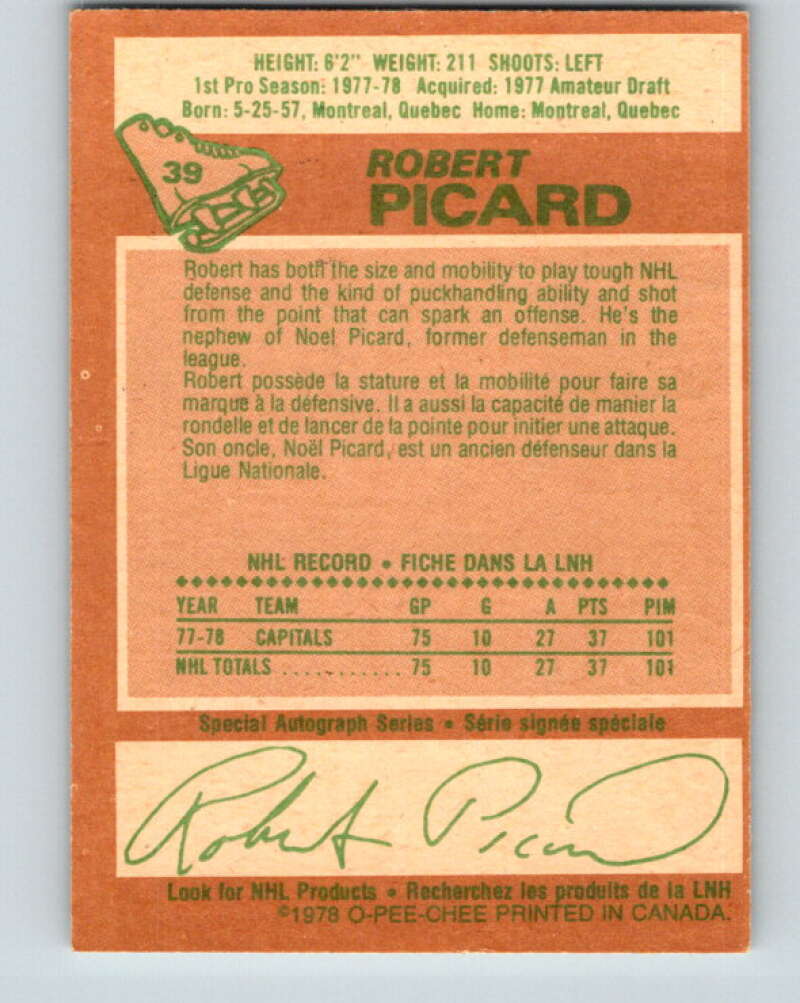 HEIGHT: 6'2" WEIGHT: 211 SHOOTS: LEFT
1st Pro Season: 1977-78 Acquired: 1977 Amateur Draft
Born: 5-25-57, Montreal, Quebec Home: Montreal, Quebec
39
ROBERT
PICARD
Robert has both the size and mobility to play tough NHL
defense and the kind of puckhandling ability and shot
from the point that can spark an offense. He's the
nephew of Noel Picard, former defenseman in the
league.
Robert possède la stature et la mobilité pour faire sa
marque à la défensive. Il a aussi la capacité de manier la
rondelle et de lancer de la pointe pour initier une attaque.
Son oncle, Noël Picard, est un ancien défenseur dans la
Ligue Nationale.
NHL RECORD • FICHE DANS LA LNH
YEAR TEAM GP G A PTS PIM
77-78 CAPITALS 75 10 27 37 101
NHL TOTALS ........... 75 10 27 37 101
Special Autograph Series • Série signée spéciale
Robert Picard
Look for NHL Products • Recherchez les produits de la LNH
©1978 O-PEE-CHEE PRINTED IN CANADA.